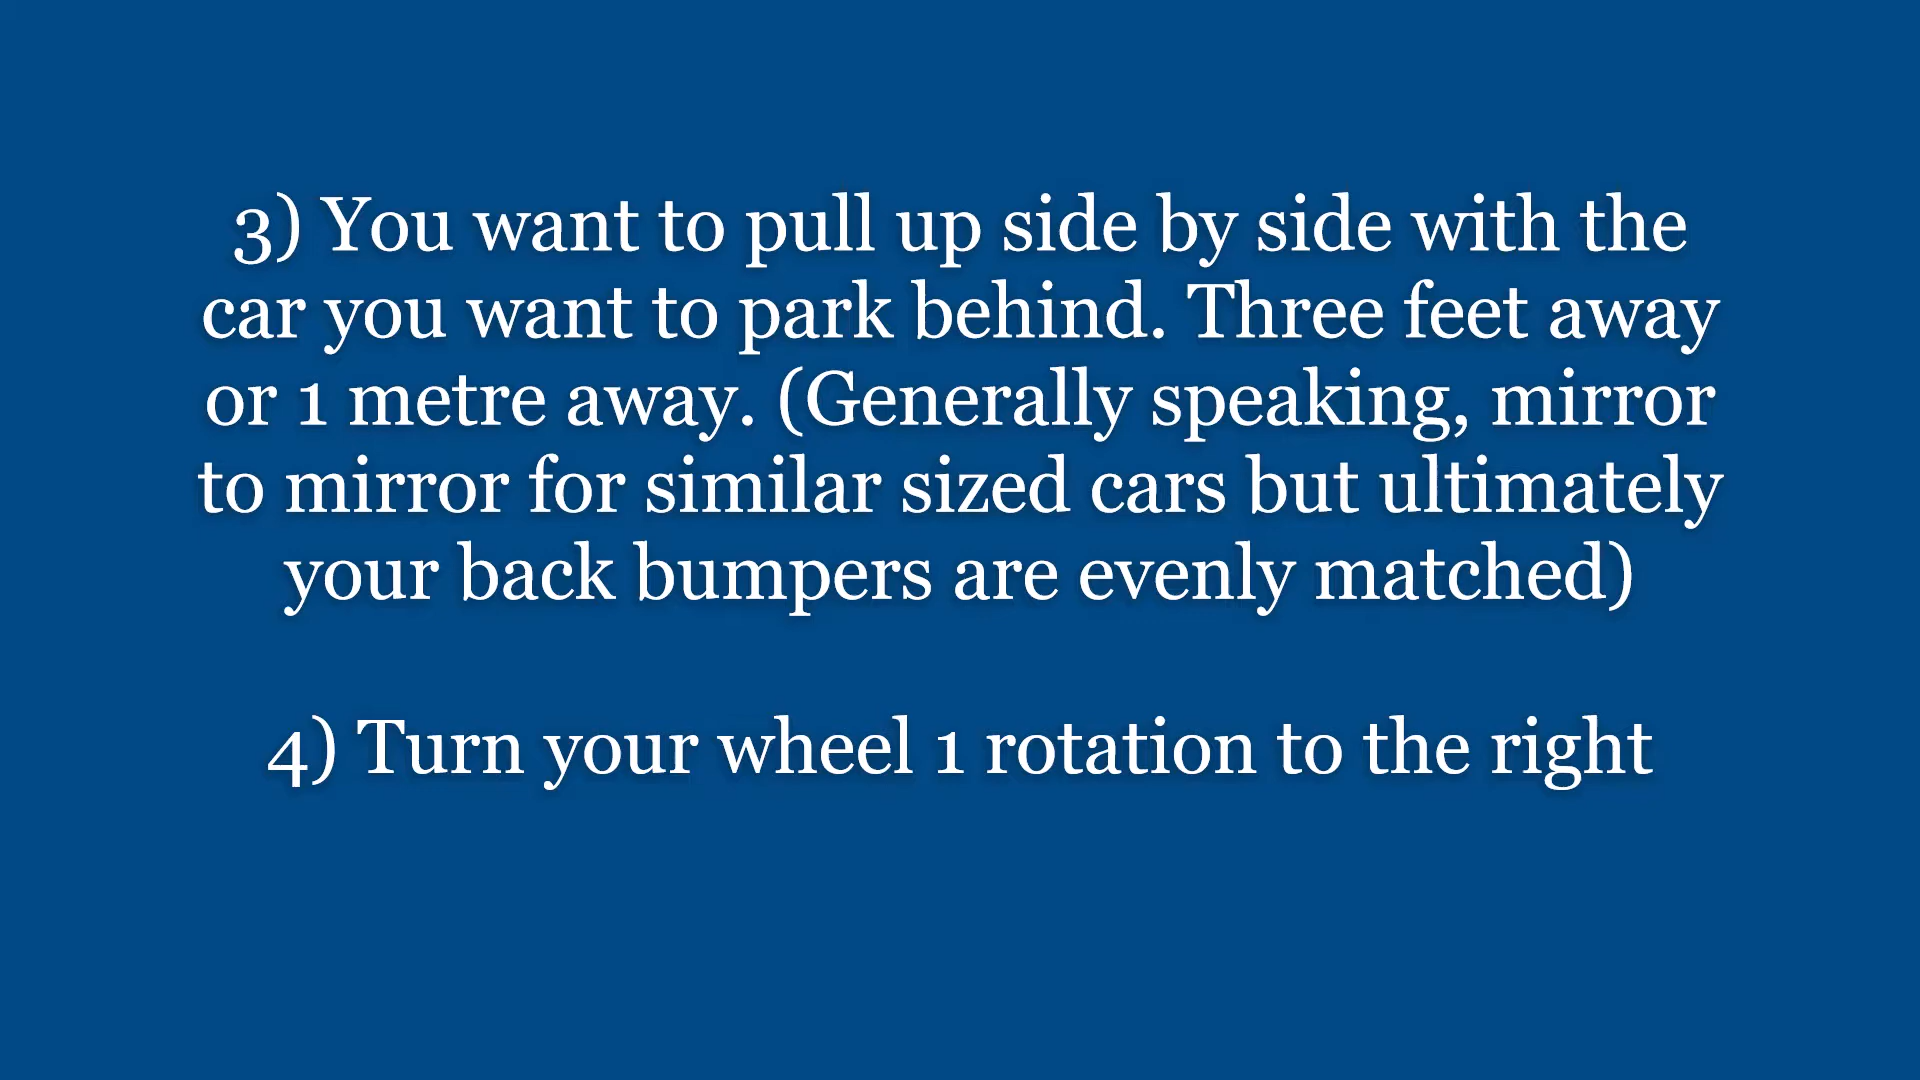 3) You want to pull up side by side with the
car you want to park behind. Three feet away
or 1 metre away. (Generally speaking, mirror
to mirror for similar sized cars but ultimately
your back bumpers are evenly matched)
4) Turn your wheel 1 rotation to the right